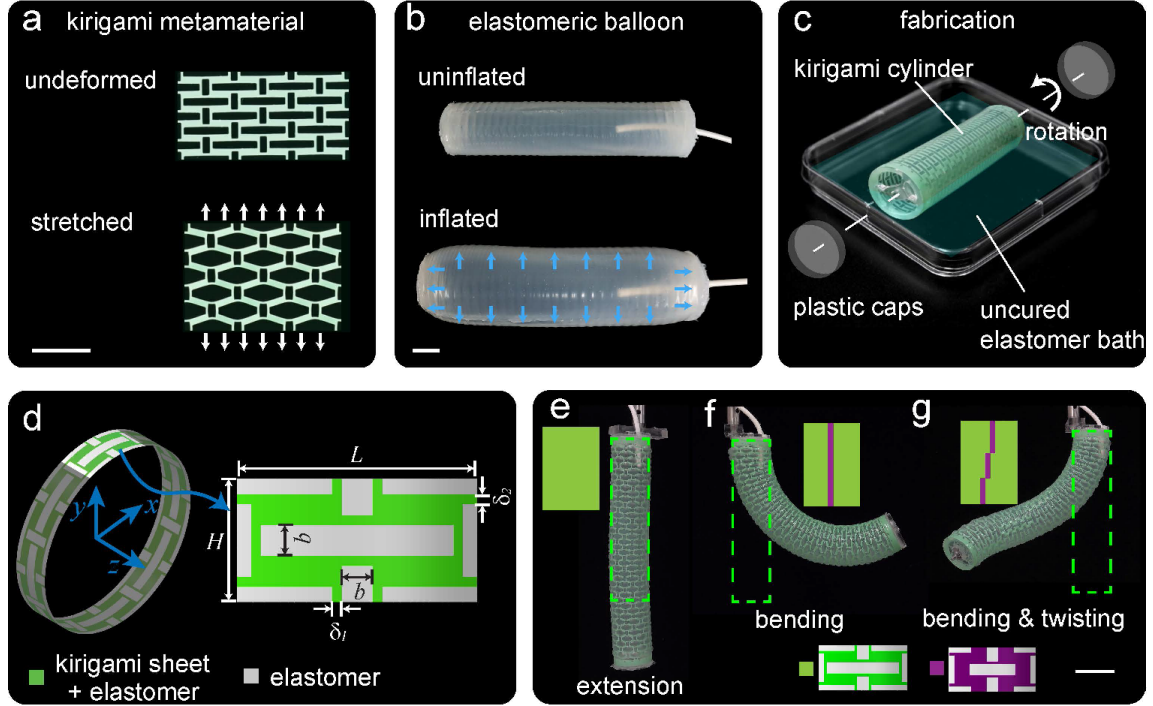 a kirigami metamaterial
undeformed
stretched
b elastomeric balloon
uninflated
inflated
c fabrication
kirigami cylinder
rotation
plastic caps
uncured
elastomer bath
d
y x
z
L
H
b
b
δ2
δ1
kirigami sheet
+ elastomer
elastomer
e
extension
f
bending
g
bending & twisting